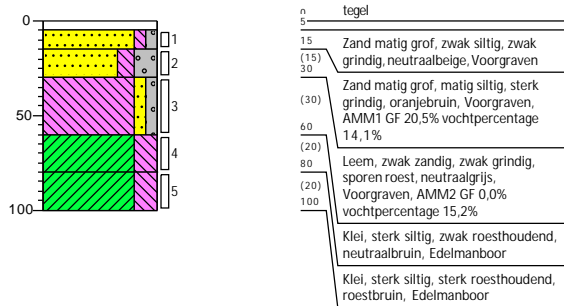 0
50
100
1
2
3
4
5
0
5
15
(15)
30
(30)
60
(20)
80
(20)
100
tegel
Zand matig grof, zwak siltig, zwak
grindig, neutraalbeige, Voorgraven
Zand matig grof, matig siltig, sterk
grindig, oranjebruin, Voorgraven,
AMM1 GF 20,5% vochtpercentage
14,1%
Leem, zwak zandig, zwak grindig,
sporen roest, neutraalgrijs,
Voorgraven, AMM2 GF 0,0%
vochtpercentage 15,2%
Klei, sterk siltig, zwak roesthoudend,
neutraalbruin, Edelmanboor
Klei, sterk siltig, sterk roesthoudend,
roestbruin, Edelmanboor